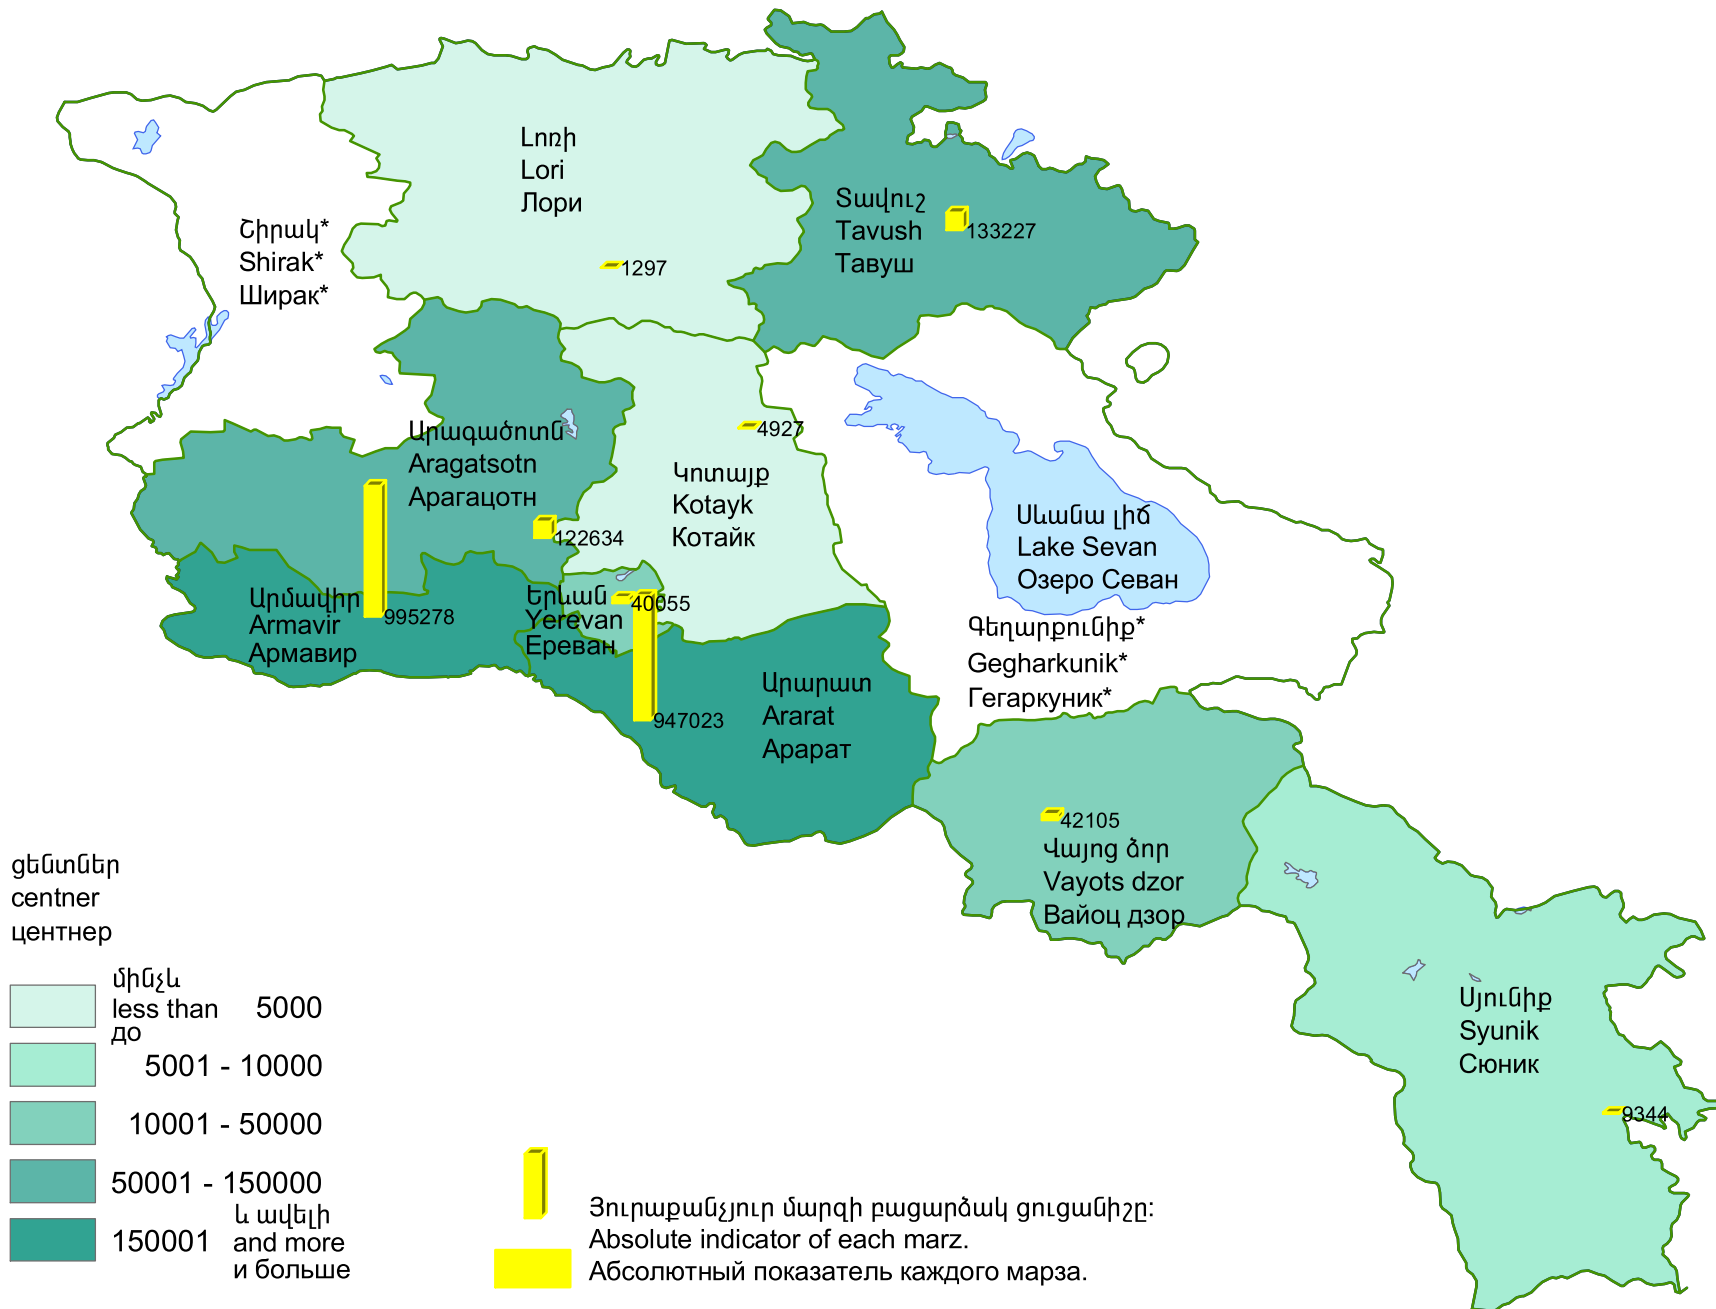 Լոռի
Lori
Лори
1297
Տավուշ
Tavush
Тавуш
133227
Շիրակ*
Shirak*
Ширак*
Արագածոտն
Aragatsotn
Арагацотн
122634
4927
Կոտայք
Kotayk
Котайк
Սևանա լիճ
Lake Sevan
Озеро Севан
Արմավիր
Armavir
Армавир
995278
Երևան
Yerevan
Ереван
40055
Գեղարքունիք*
Gegharkunik*
Гегаркуник*
Արարատ
Ararat
Арарат
947023
42105
Վայոց ձոր
Vayots dzor
Вайоц дзор
Սյունիք
Syunik
Сюник
9344
ցենտներ
centner
центнер
մինչև
less than 5000
до
5001 - 10000
10001 - 50000
50001 - 150000
և ավելի
150001 and more
и больше
Յուրաքանչյուր մարզի բացարձակ ցուցանիշը:
Absolute indicator of each marz.
Абсолютный показатель каждого марза.